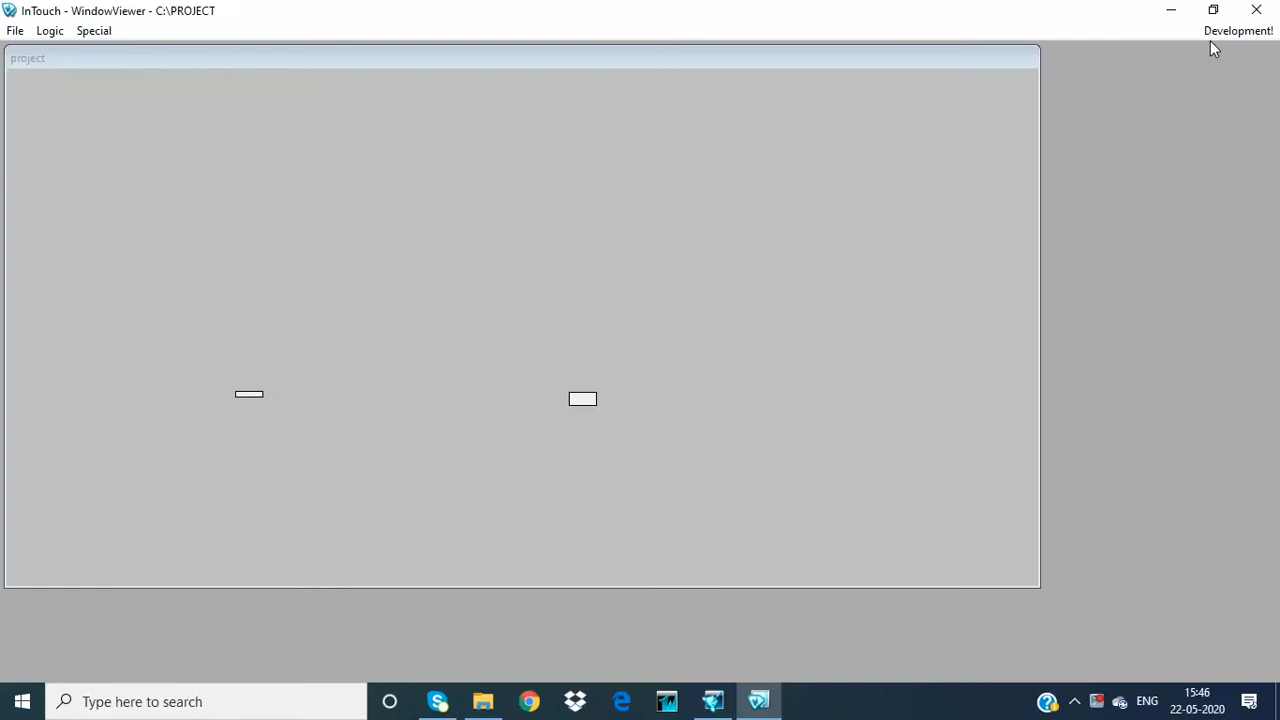 InTouch - WindowViewer - C:\PROJECT
File Logic Special
Development!
project
Type here to search
ENG
15:46
22-05-2020